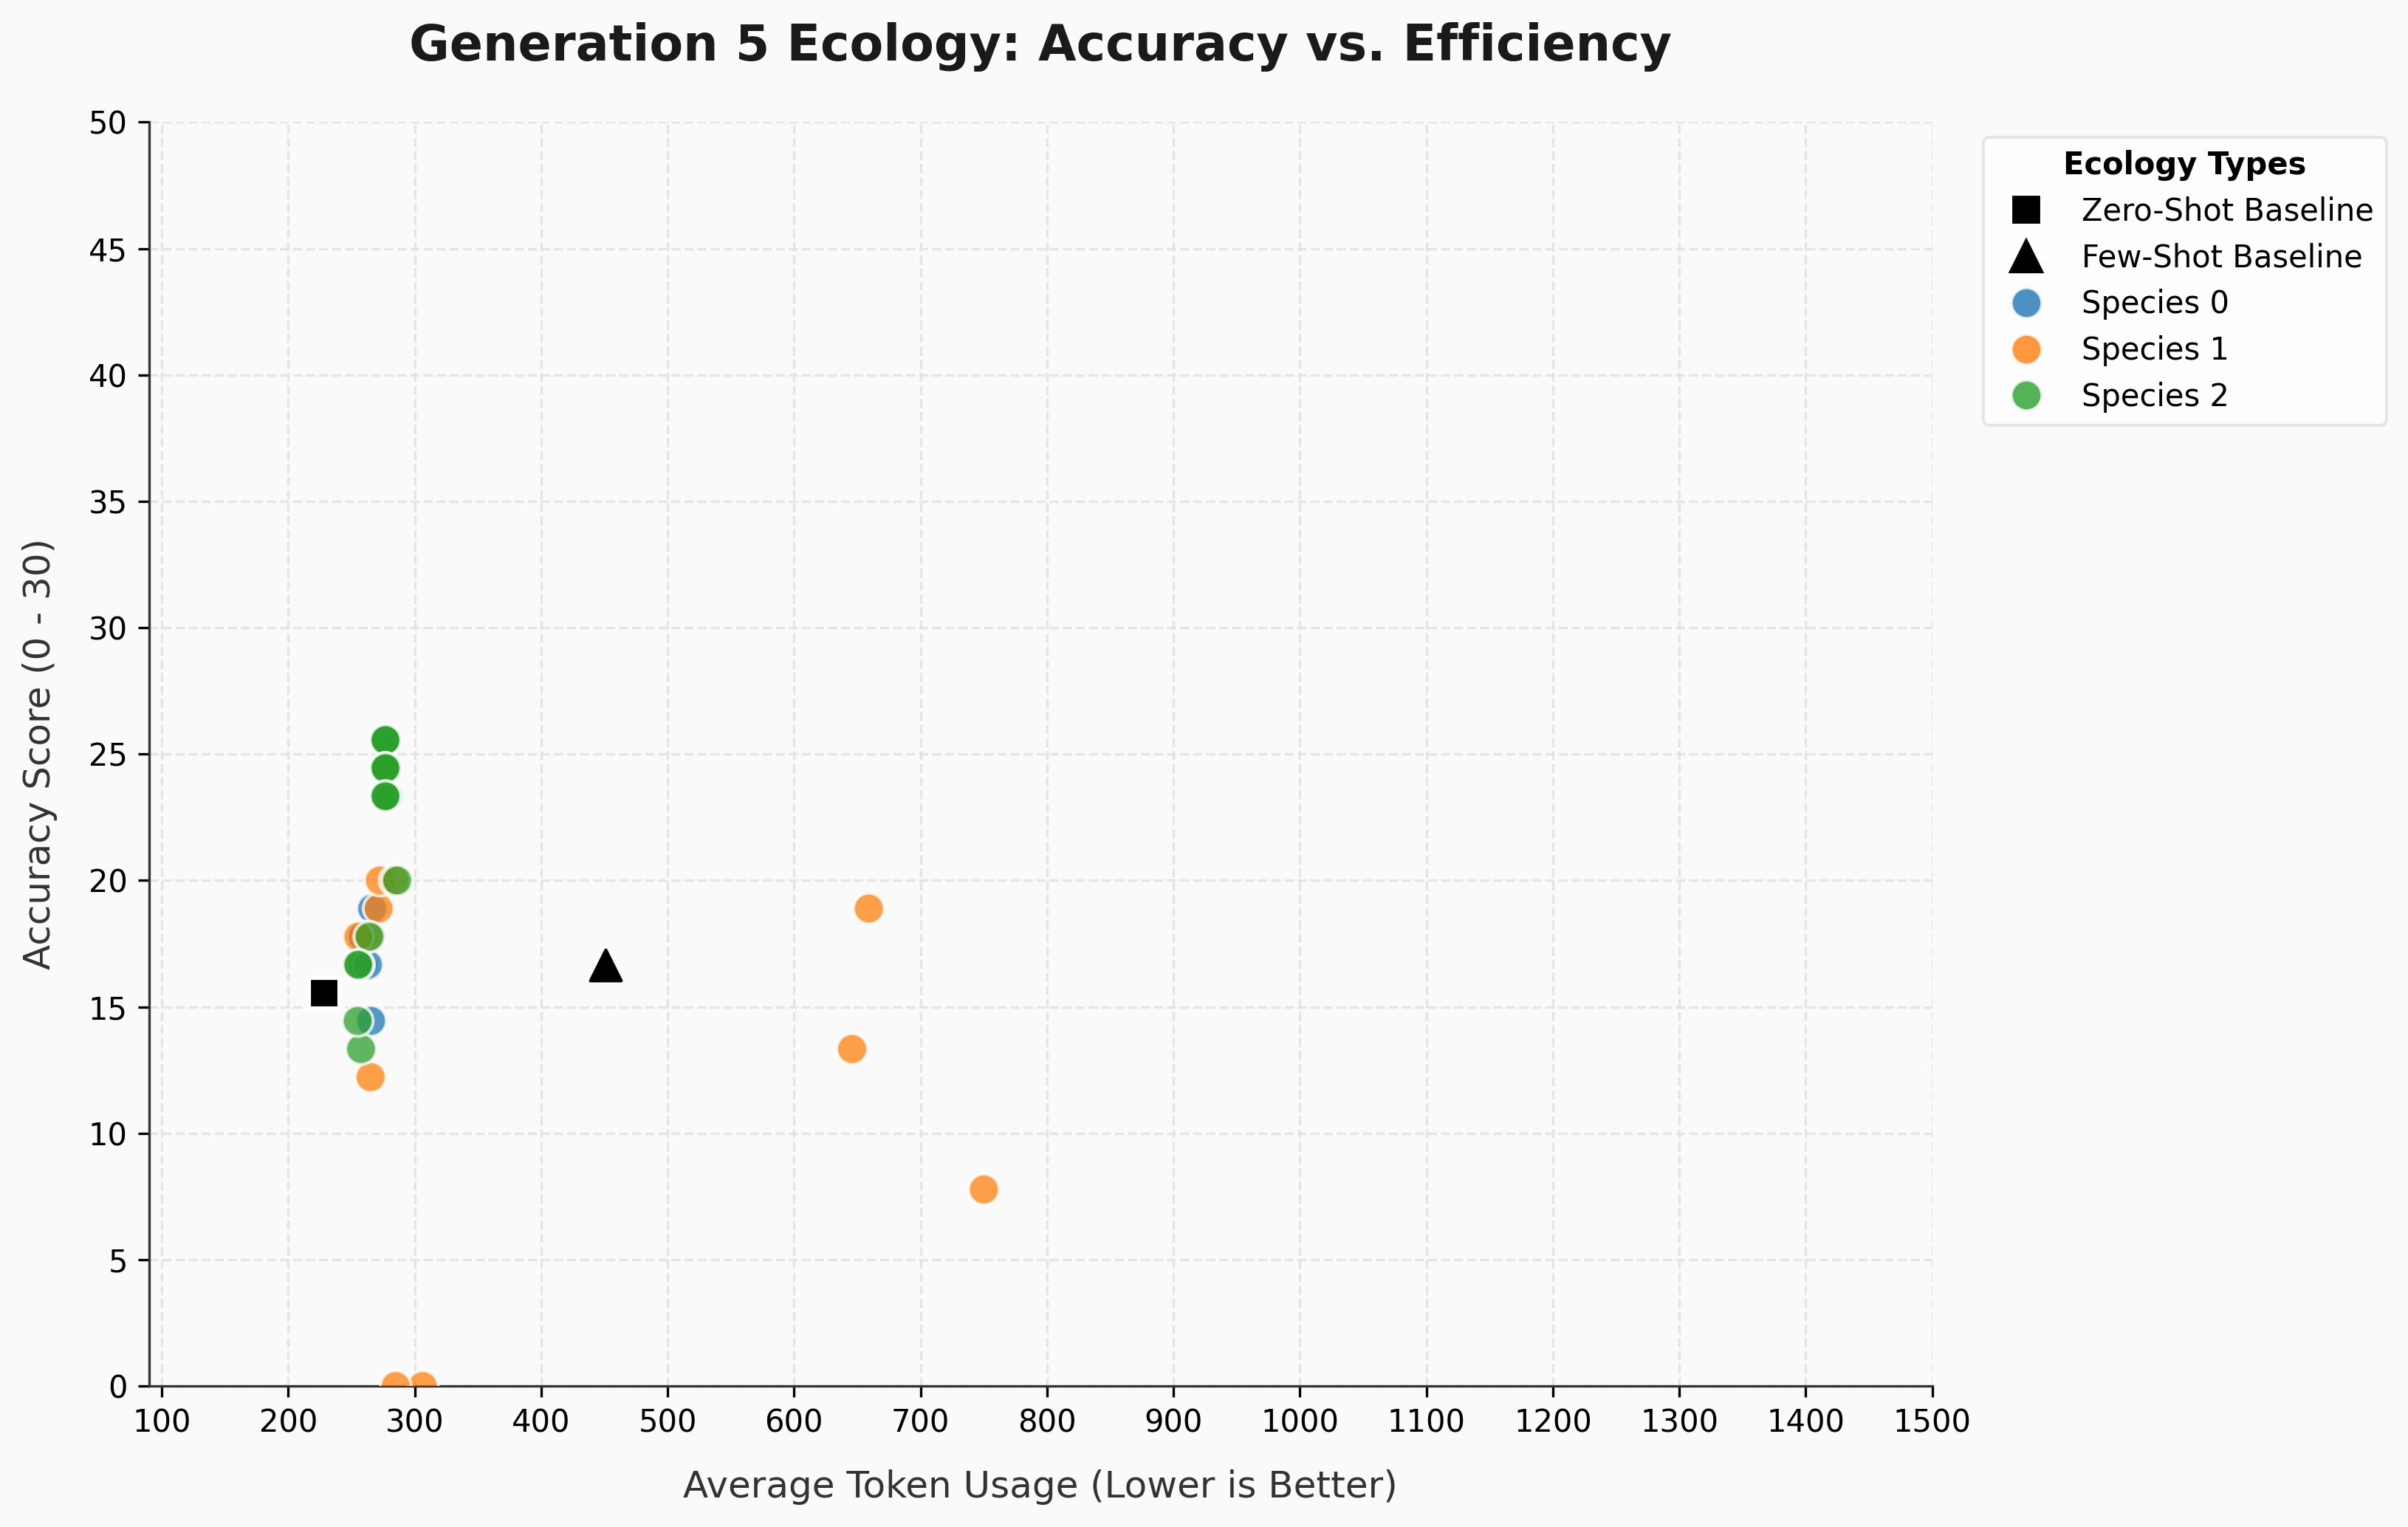 Generation 5 Ecology: Accuracy vs. Efficiency
50
45
40
35
30
25
20
15
10
5
0
Accuracy Score (0 - 30)
100 200 300 400 500 600 700 800 900 1000 1100 1200 1300 1400 1500
Average Token Usage (Lower is Better)
Ecology Types
Zero-Shot Baseline
Few-Shot Baseline
Species 0
Species 1
Species 2